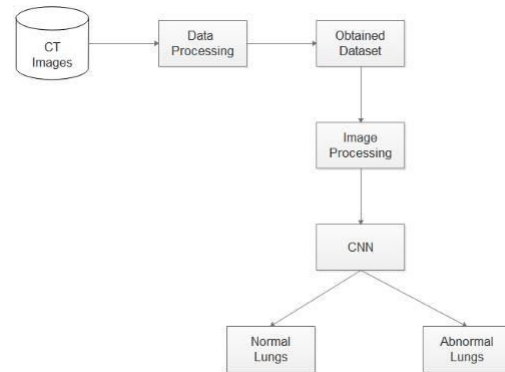 CT
Images
Data
Processing
Obtained
Dataset
Image
Processing
CNN
Normal
Lungs
Abnormal
Lungs